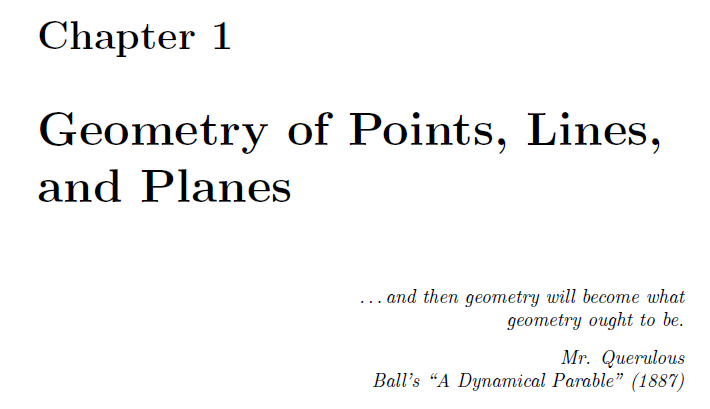 Chapter 1
Geometry of Points, Lines,
and Planes
...and then geometry will become what
geometry ought to be.
Mr. Querulous
Ball's “A Dynamical Parable” (1887)